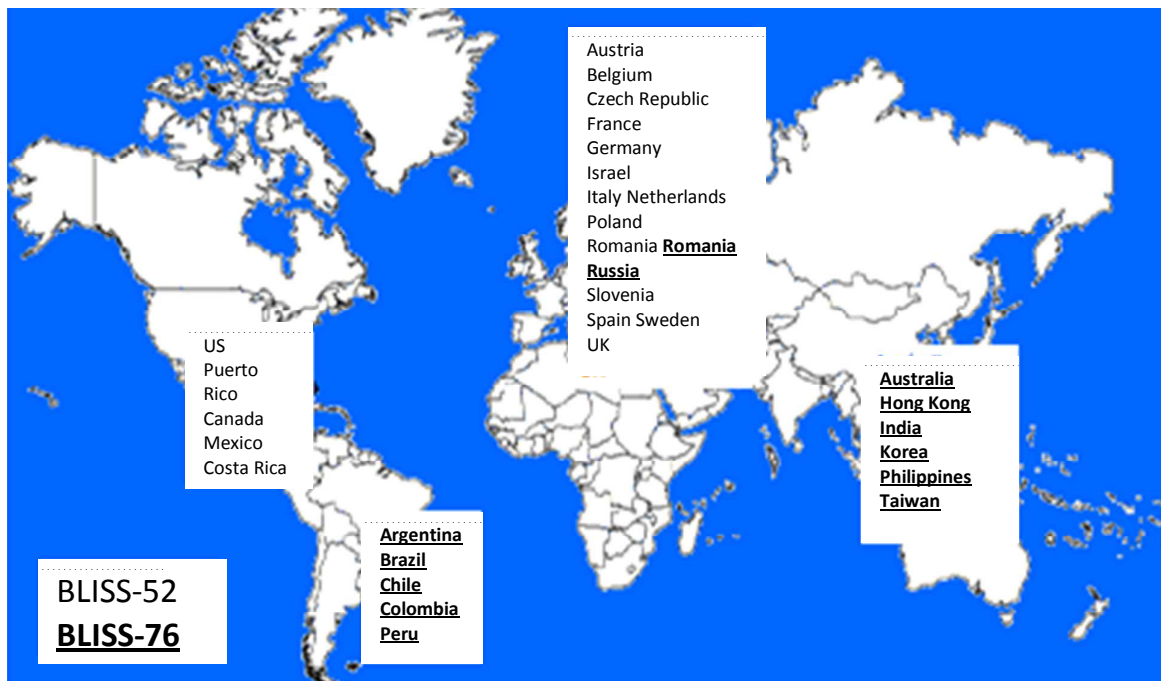 Austria
Belgium
Czech Republic
France
Germany
Israel
Italy Netherlands
Poland
Romania Romania
Russia
Slovenia
Spain Sweden
UK
US
Puerto
Rico
Canada
Mexico
Costa Rica
Australia
Hong Kong
India
Korea
Philippines
Taiwan
Argentina
Brazil
Chile
Colombia
Peru
BLISS-52
BLISS-76